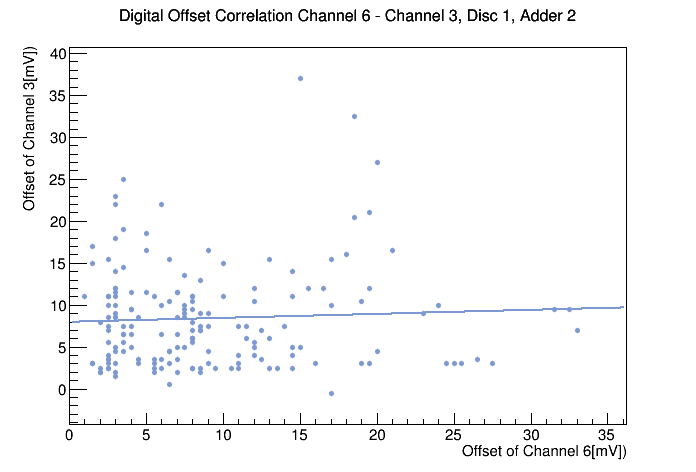 Digital Offset Correlation Channel 6 - Channel 3, Disc 1, Adder 2
Offset of Channel 3[mV])
40
35
30
25
20
15
10
5
0
0 5 10 15 20 25 30 35
Offset of Channel 6[mV])